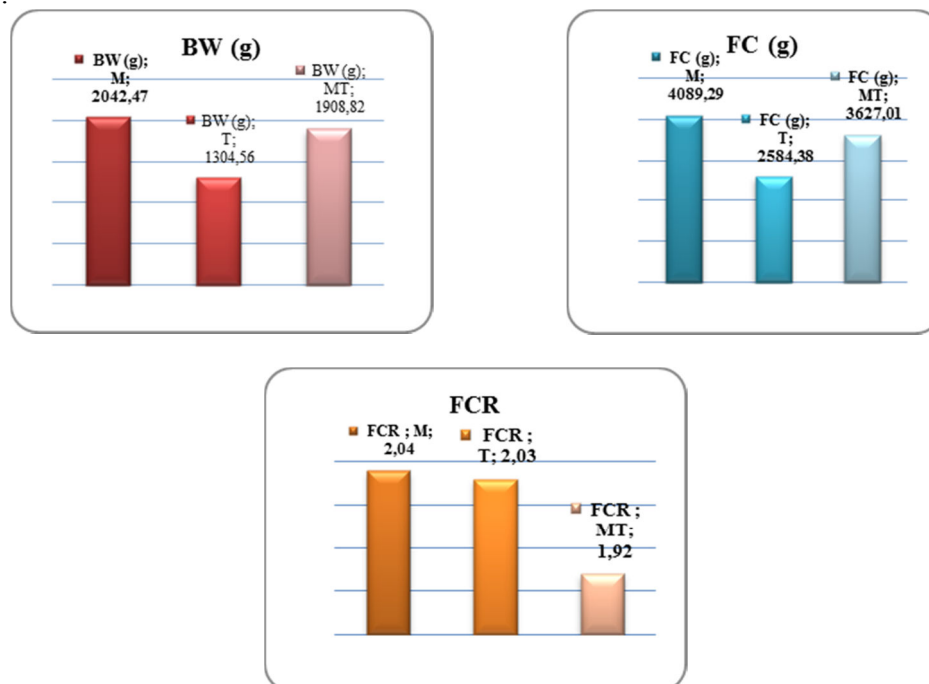 BW (g)
BW (g);
M;
2042,47
BW (g);
T;
1304,56
BW (g);
MT;
1908,82
FC (g)
FC (g);
M;
4089,29
FC (g);
T;
2584,38
FC (g);
MT;
3627,01
FCR
FCR ; M;
2,04
FCR ;
T; 2,03
FCR ;
MT;
1,92